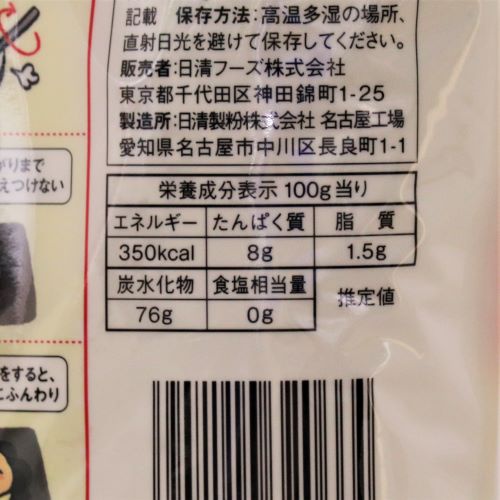 記載 保存方法:高温多湿の場所、
直射日光を避けて保存してください。
販売者:日清フーズ株式会社
東京都千代田区神田錦町1-25
製造所:日清製粉株式会社 名古屋工場
愛知県名古屋市中川区長良町1-1
栄養成分表示 100g当り
エネルギー たんぱく質 脂 質
350kcal 8g 1.5g
炭水化物 食塩相当量 推定値
76g 0g
がりまで
えつけない
をすると、
にふんわり